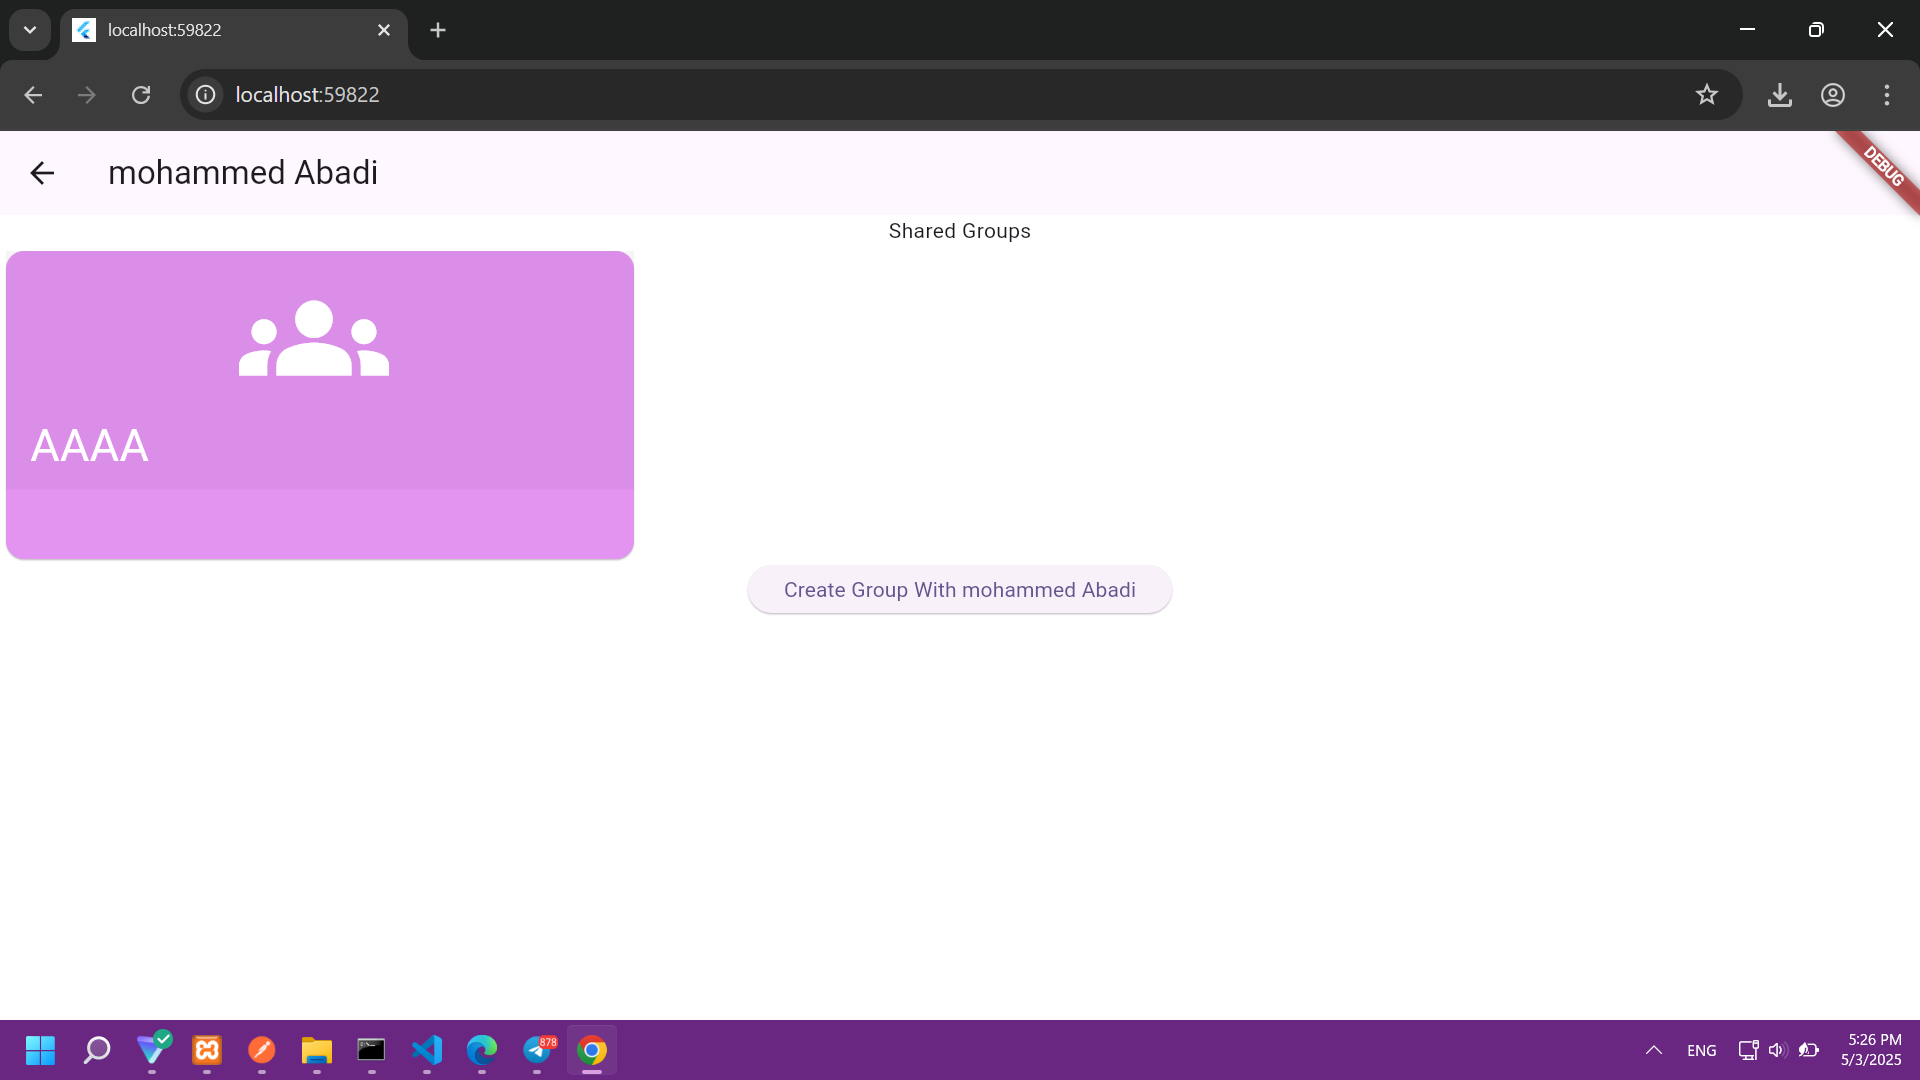 localhost:59822
localhost:59822
mohammed Abadi
DEBUG
Shared Groups
AAAA
Create Group With mohammed Abadi
878
ENG
5:26 PM
5/3/2025